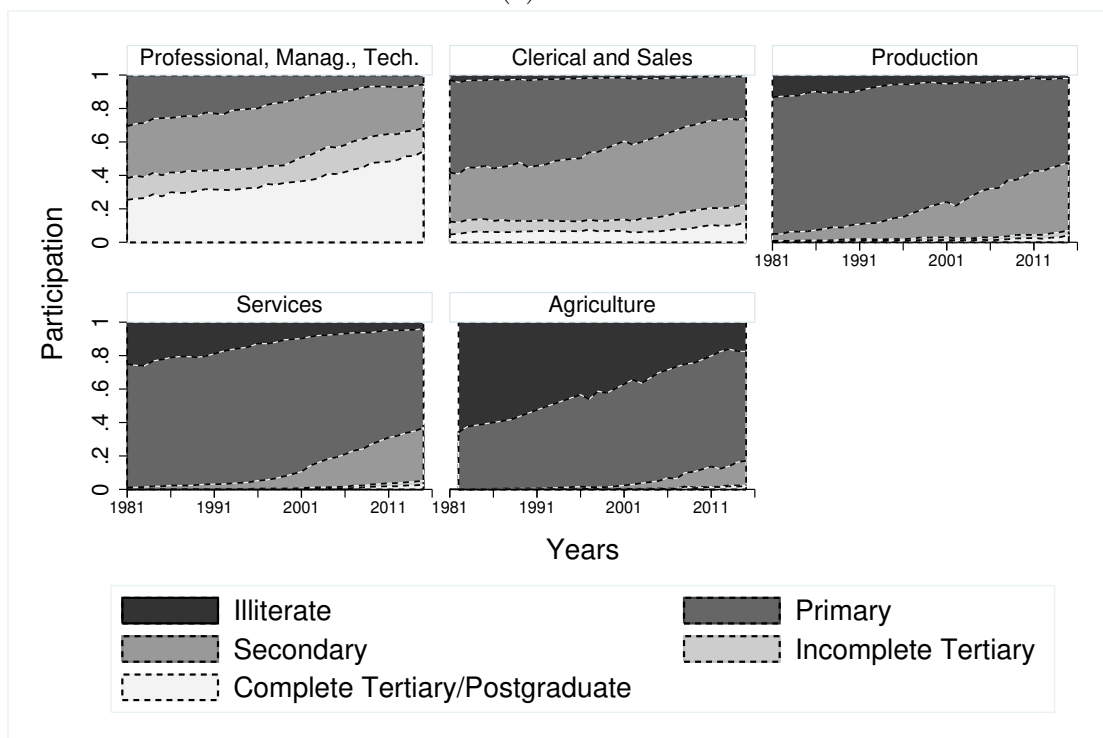 Professional, Manag., Tech.
Clerical and Sales
Production
0 .2 .4 .6 .8 1
1981 1991 2001 2011
Services
Agriculture
0 .2 .4 .6 .8 1
1981 1991 2001 2011
1981 1991 2001 2011
Participation
Years
Illiterate
Primary
Secondary
Incomplete Tertiary
Complete Tertiary/Postgraduate